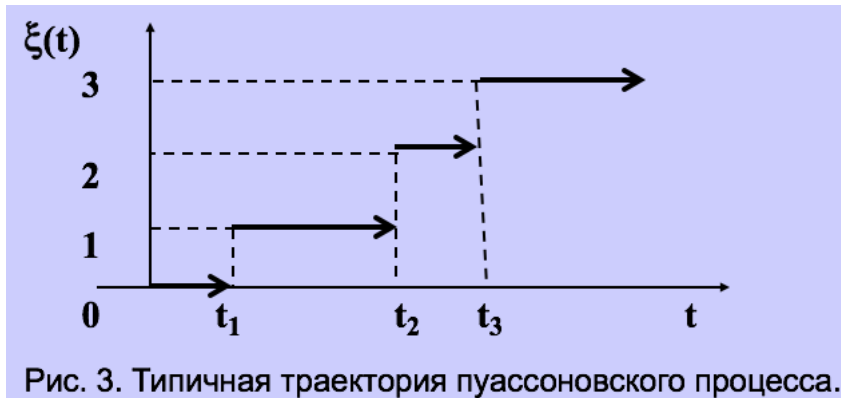 ξ(t)
3
2
1
0 t₁ t₂ t₃ t
Рис. 3. Типичная траектория пуассоновского процесса.